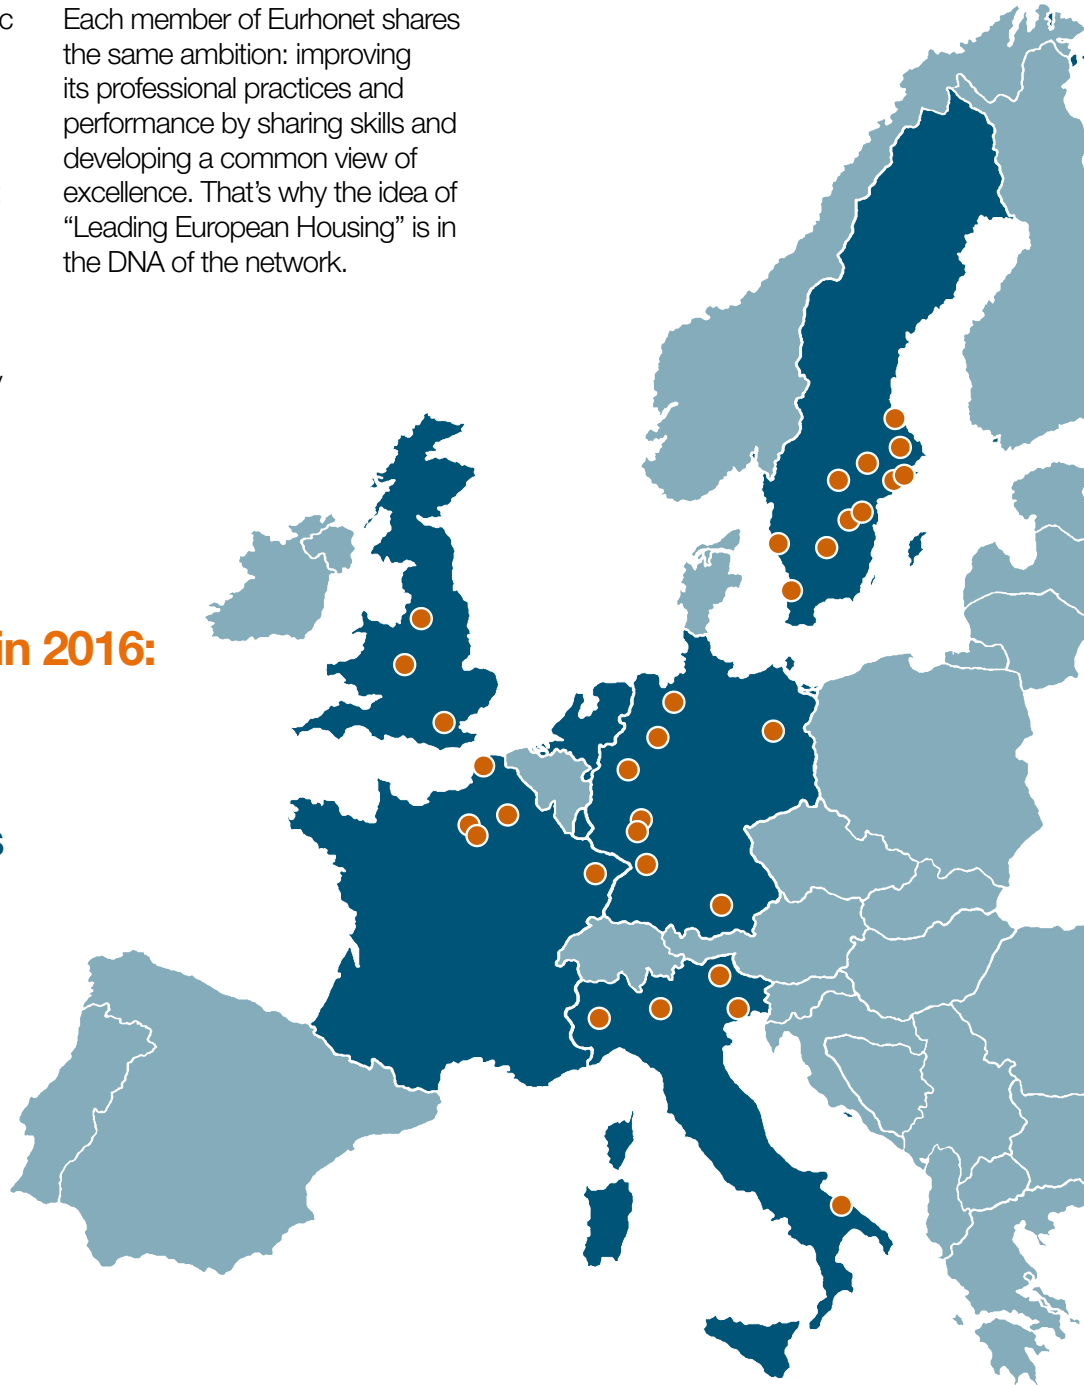 Each member of Eurhonet shares
the same ambition: improving
its professional practices and
performance by sharing skills and
developing a common view of
excellence. That’s why the idea of
“Leading European Housing” is in
the DNA of the network.
in 2016: